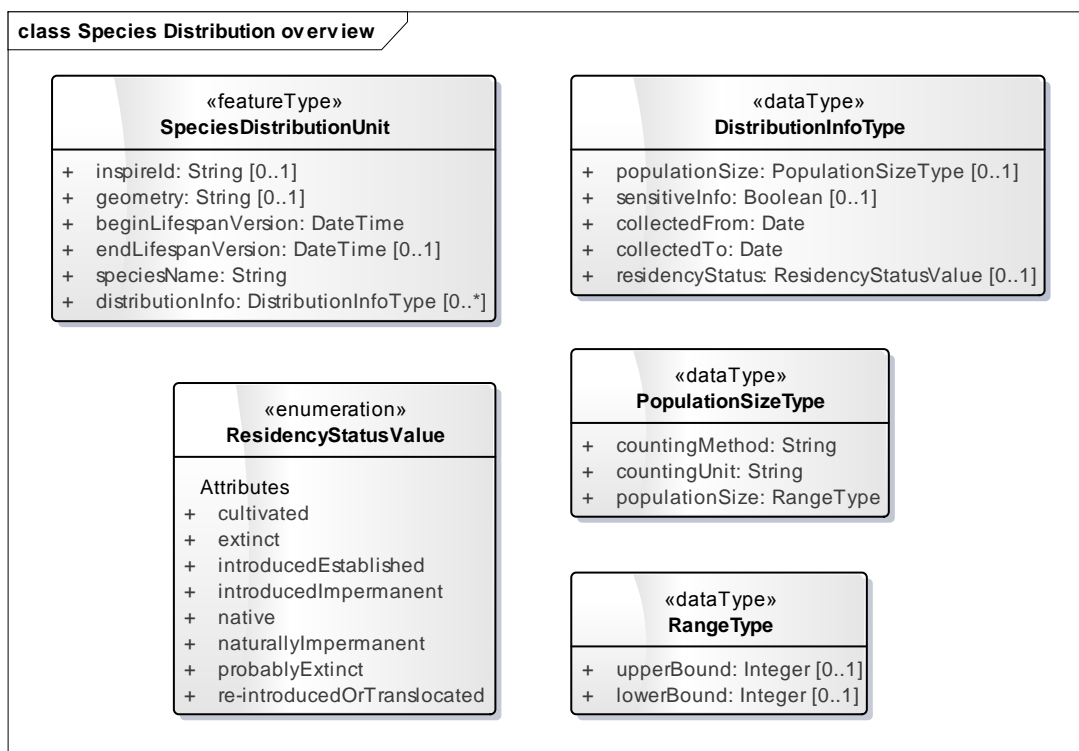 class Species Distribution overview
«featureType»
SpeciesDistributionUnit
+ inspireId: String [0..1]
+ geometry: String [0..1]
+ beginLifespanVersion: DateTime
+ endLifespanVersion: DateTime [0..1]
+ speciesName: String
+ distributionInfo: DistributionInfoType [0..*]
«dataType»
DistributionInfoType
+ populationSize: PopulationSizeType [0..1]
+ sensitiveInfo: Boolean [0..1]
+ collectedFrom: Date
+ collectedTo: Date
+ residencyStatus: ResidencyStatusValue [0..1]
«enumeration»
ResidencyStatusValue
Attributes
+ cultivated
+ extinct
+ introducedEstablished
+ introducedImpermanent
+ native
+ naturallyImpermanent
+ probablyExtinct
+ re-introducedOrTranslocated
«dataType»
PopulationSizeType
+ countingMethod: String
+ countingUnit: String
+ populationSize: RangeType
«dataType»
RangeType
+ upperBound: Integer [0..1]
+ lowerBound: Integer [0..1]